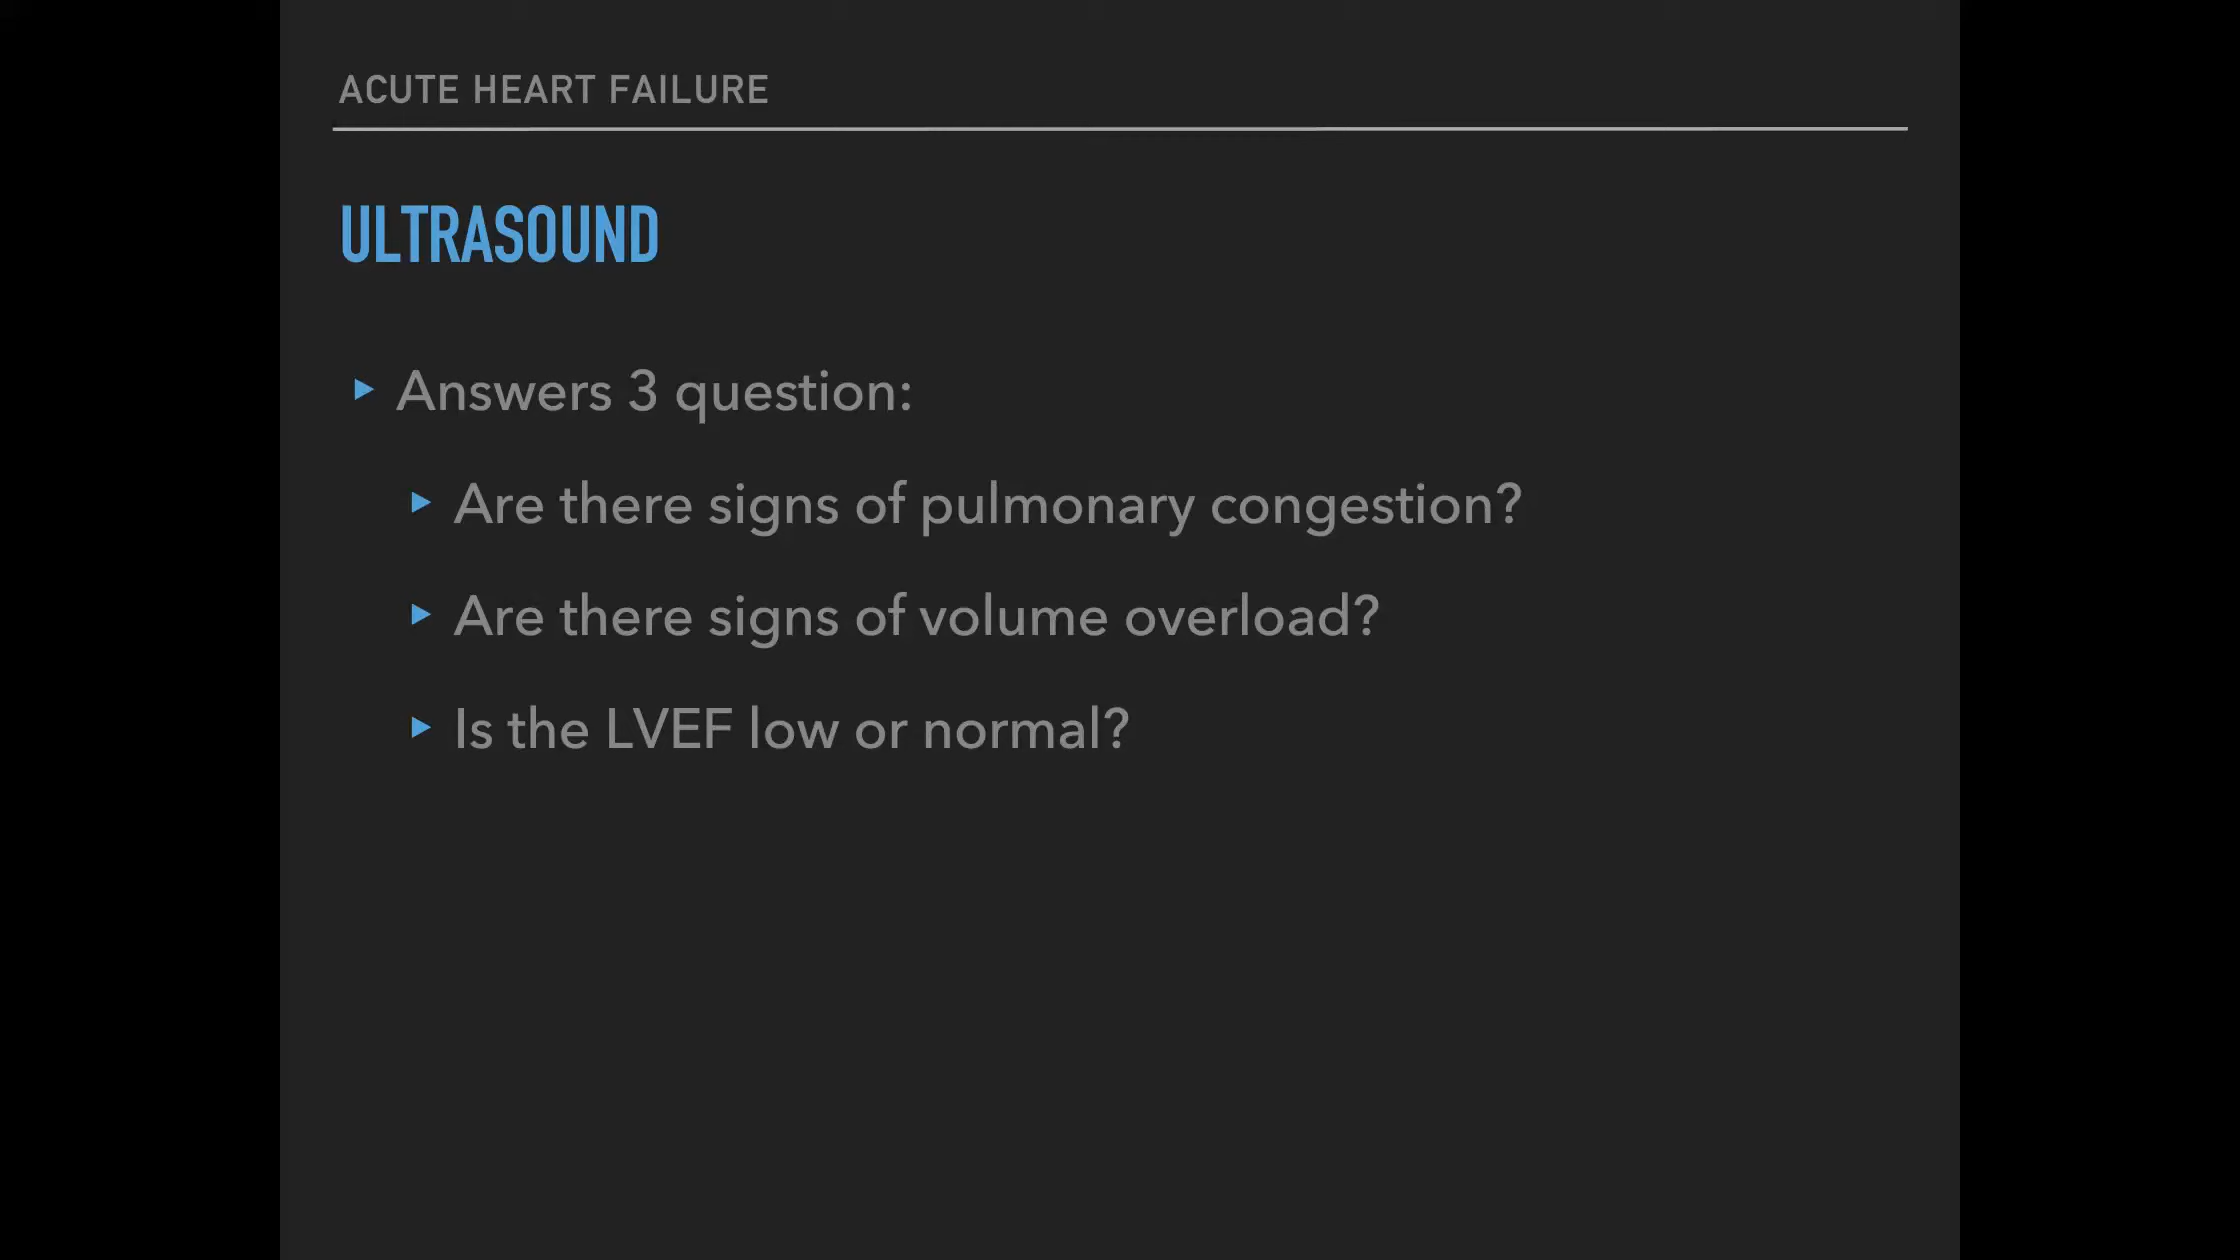 ACUTE HEART FAILURE
ULTRASOUND
▸ Answers 3 question:
▸ Are there signs of pulmonary congestion?
▸ Are there signs of volume overload?
▸ Is the LVEF low or normal?